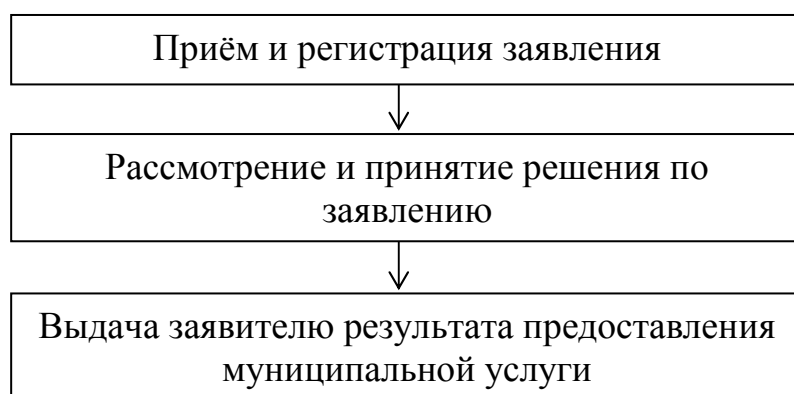 Приём и регистрация заявления
Рассмотрение и принятие решения по
заявлению
Выдача заявителю результата предоставления
муниципальной услуги